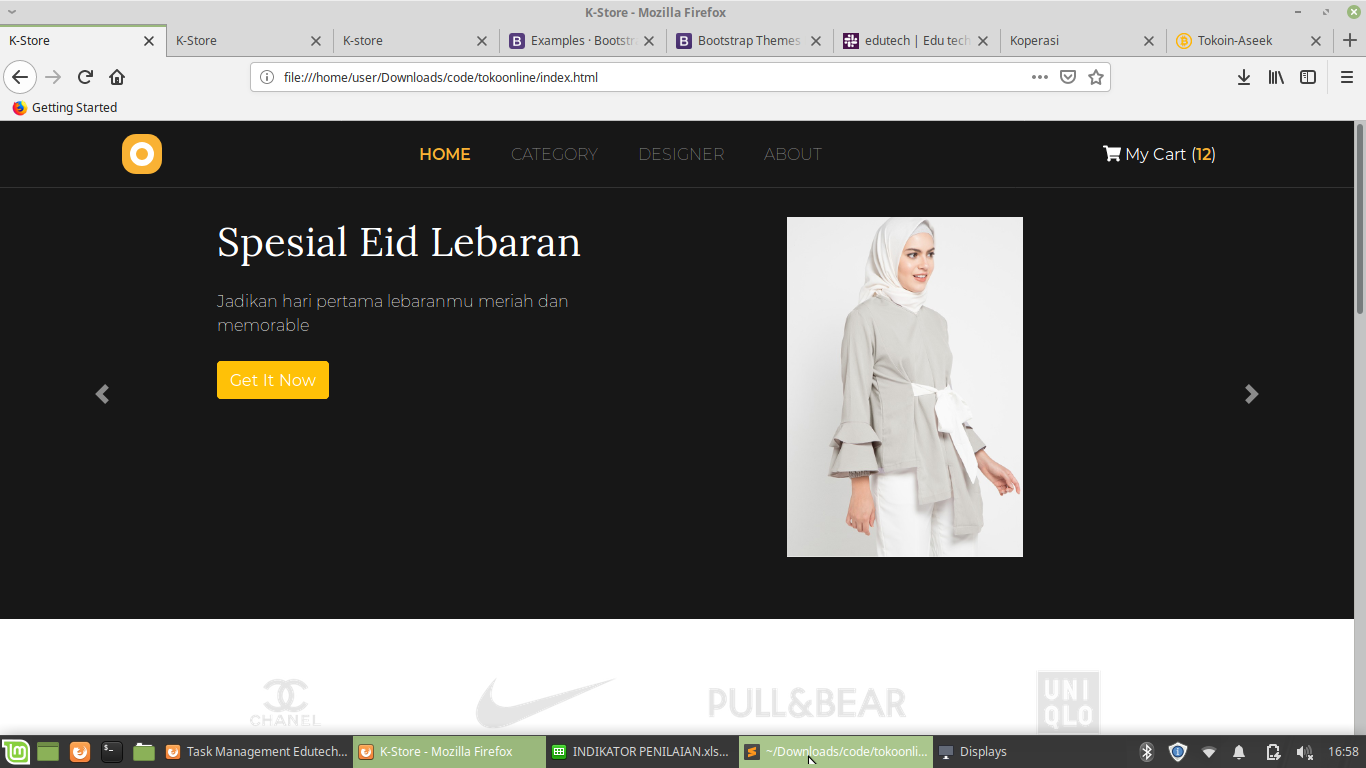 K-Store - Mozilla Firefox
K-Store
K-Store
K-store
Examples · Bootstr
Bootstrap Themes
edutech | Edu tech
Koperasi
Tokoin-Aseek
file:///home/user/Downloads/code/tokoonline/index.html
Getting Started
HOME
CATEGORY
DESIGNER
ABOUT
My Cart (12)
Spesial Eid Lebaran
Jadikan hari pertama lebaranmu meriah dan
memorable
Get It Now
CHANEL
PULL&BEAR
UNI
QLO
Task Management Edutech...
K-Store - Mozilla Firefox
INDIKATOR PENILAIAN.xls...
~/Downloads/code/tokoonli...
Displays
16:58